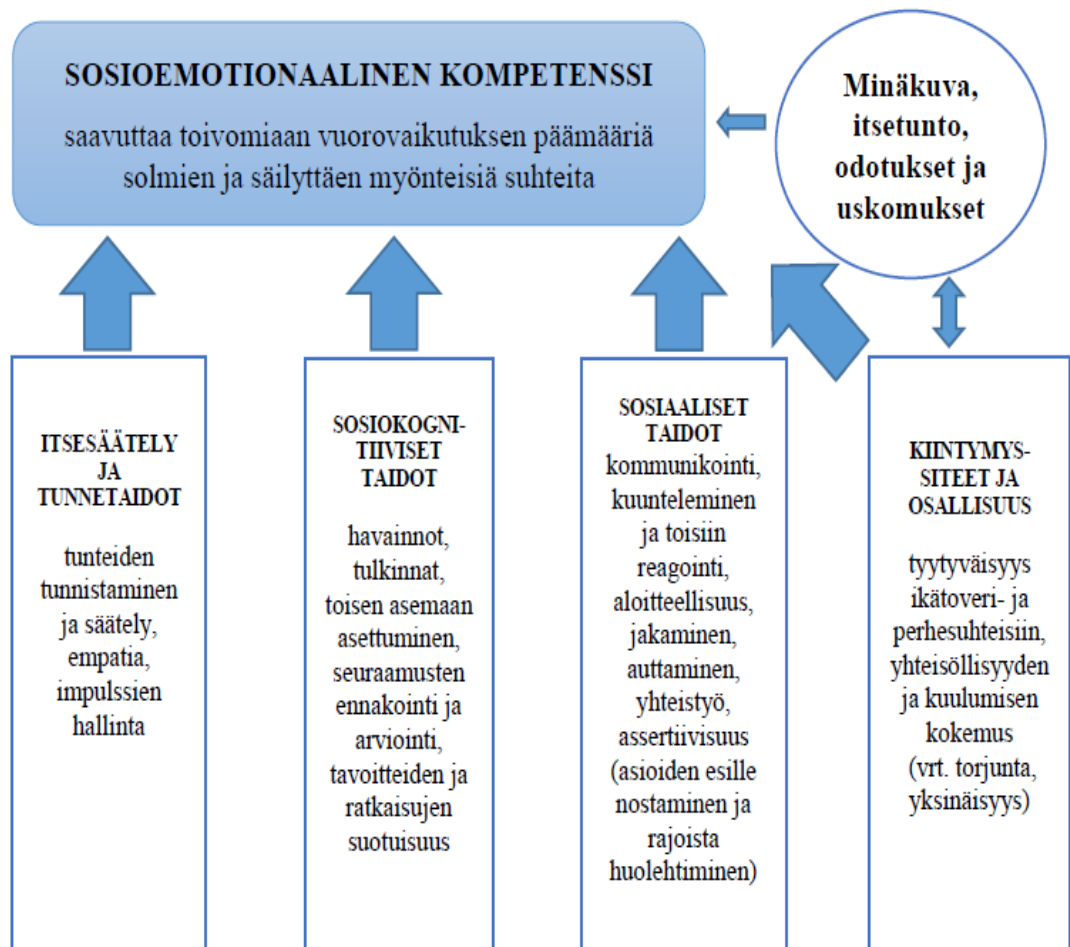 SOSIOEMOTIONAALINEN KOMPETENSSI
saavuttaa toivomiaan vuorovaikutuksen päämääriä
solmien ja säilyttäen myönteisiä suhteita
Minäkuva,
itsetunto,
odotukset ja
uskomukset
ITSESÄÄTELY
JA
TUNNETAIDOT
tunteiden
tunnistaminen
ja säätely,
empatia,
impulssien
hallinta
SOSIOKOGNI-
TIIVISET
TAIDOT
havainnot,
tulkinnat,
toisen asemaan
asettuminen,
seuraamusten
ennakointi ja
arviointi,
tavoitteiden ja
ratkaisujen
suotuisuus
SOSIAALISET
TAIDOT
kommunikointi,
kuunteleminen
ja toisiin
reagointi,
aloitteellisuus,
jakaminen,
auttaminen,
yhteistyö,
assertiivisuus
(asioiden esille
nostaminen ja
rajoista
huolehtiminen)
KIINTYMYS-
SITEET JA
OSALLISUUS
tyytyväisyys
ikätoveri- ja
perhesuhteisiin,
yhteisöllisyyden
ja kuulumisen
kokemus
(vrt. torjunta,
yksinäisyys)